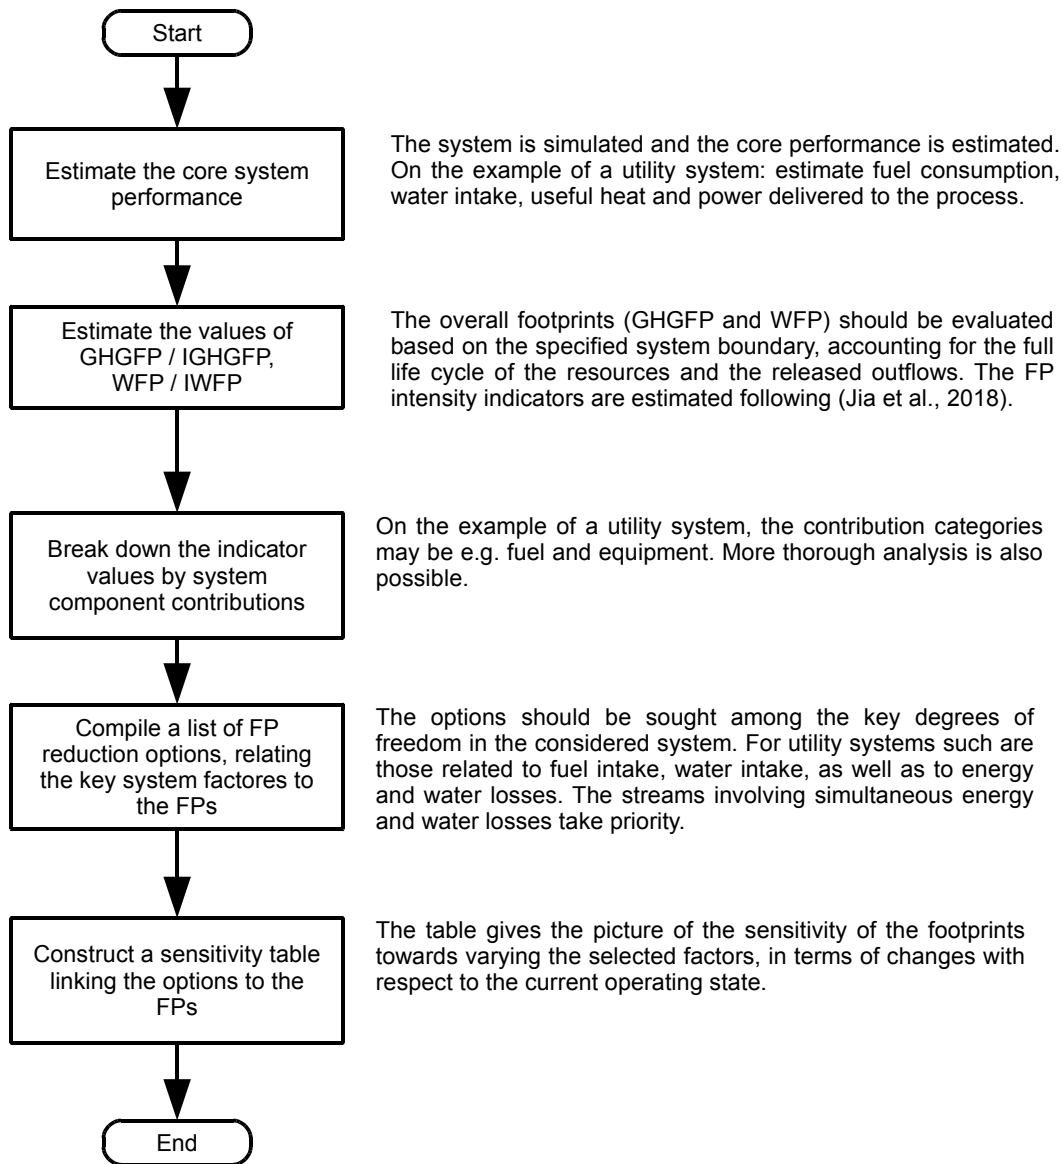 Start
Estimate the core system
performance
The system is simulated and the core performance is estimated.
On the example of a utility system: estimate fuel consumption,
water intake, useful heat and power delivered to the process.
Estimate the values of
GHGFP / IGHGFP,
WFP / IWFP
The overall footprints (GHGFP and WFP) should be evaluated
based on the specified system boundary, accounting for the full
life cycle of the resources and the released outflows. The FP
intensity indicators are estimated following (Jia et al., 2018).
Break down the indicator
values by system
component contributions
On the example of a utility system, the contribution categories
may be e.g. fuel and equipment. More thorough analysis is also
possible.
Compile a list of FP
reduction options, relating
the key system factores to
the FPs
The options should be sought among the key degrees of
freedom in the considered system. For utility systems such are
those related to fuel intake, water intake, as well as to energy
and water losses. The streams involving simultaneous energy
and water losses take priority.
Construct a sensitivity table
linking the options to the
FPs
The table gives the picture of the sensitivity of the footprints
towards varying the selected factors, in terms of changes with
respect to the current operating state.
End